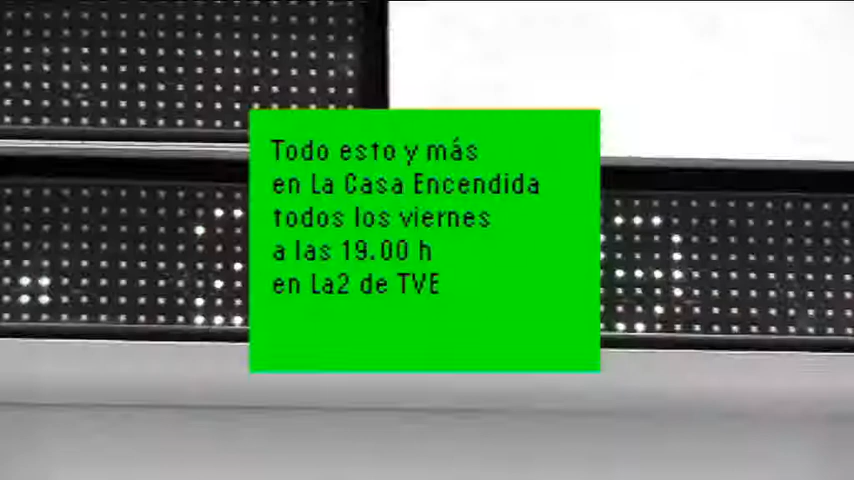 Todo esto y más
en La Casa Encendida
todos los viernes
a las 19.00 h
en La2 de TVE